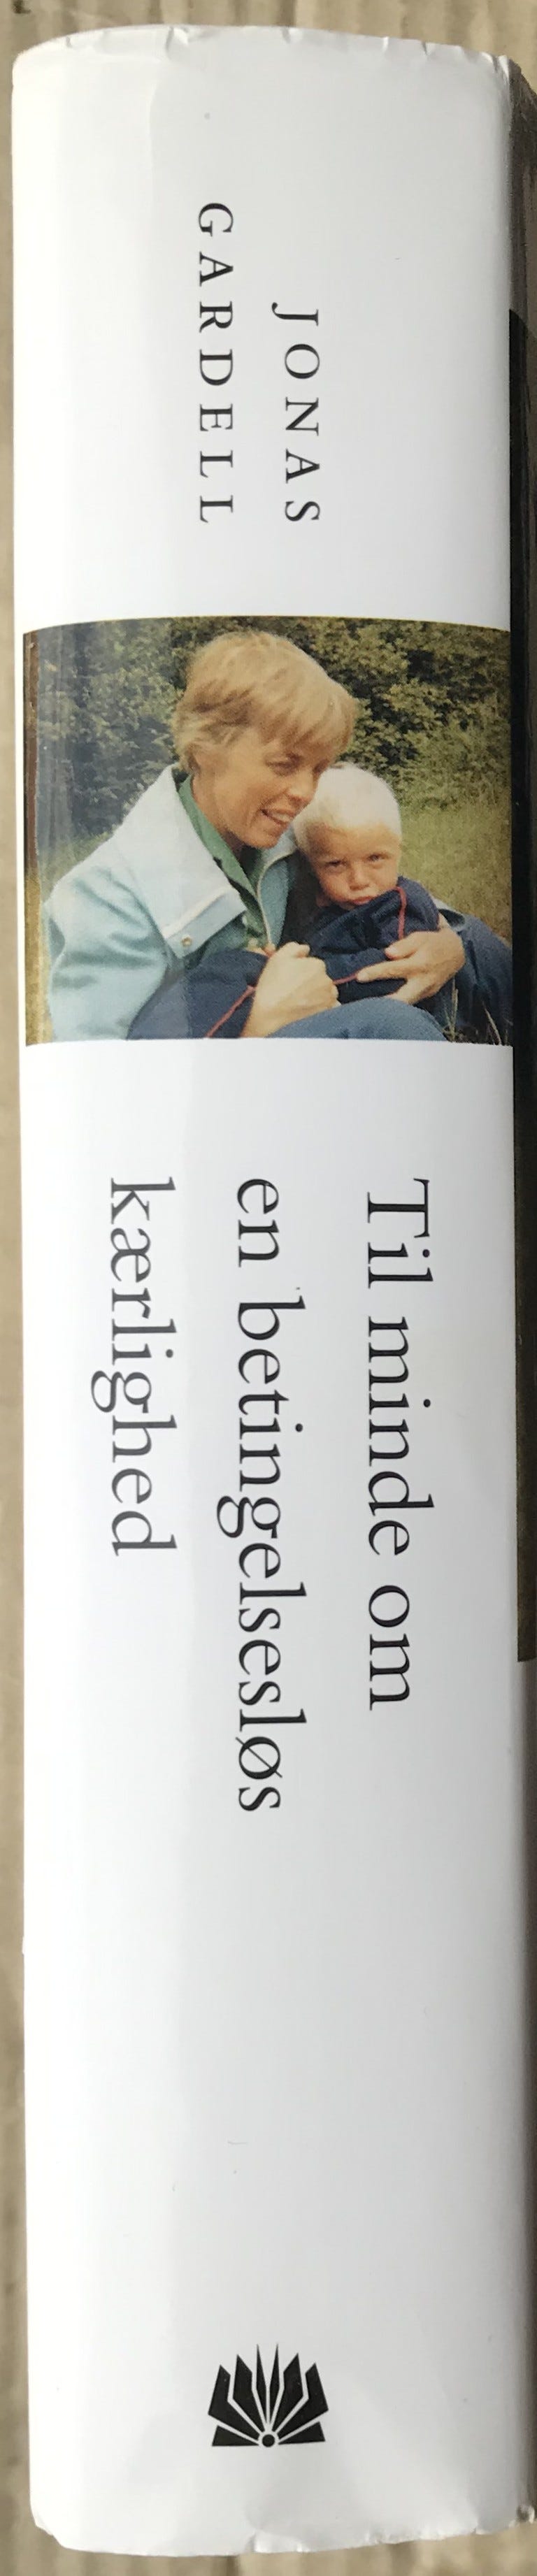 JONAS
GARDELL
Til minde om
en betingelsesløs
kærlighed